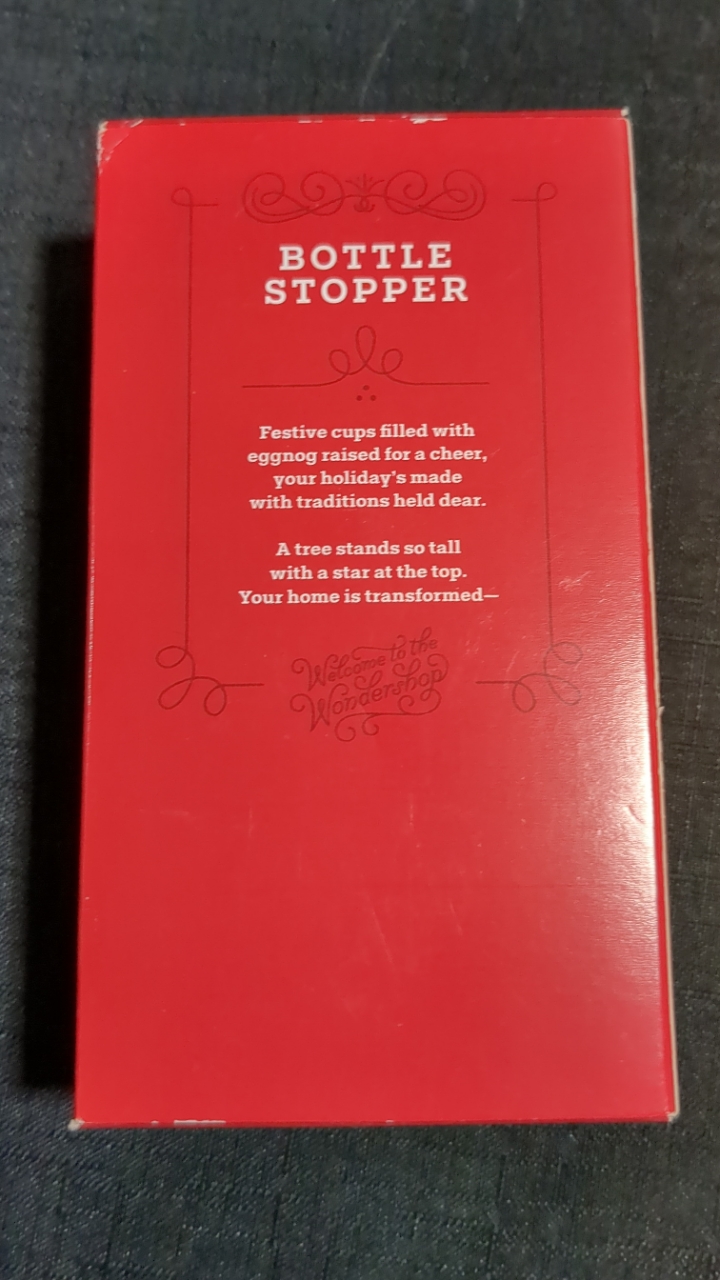 BOTTLE
STOPPER
Festive cups filled with
eggnog raised for a cheer,
your holiday's made
with traditions held dear.
A tree stands so tall
with a star at the top.
Your home is transformed—
Welcome to the
Wondershop